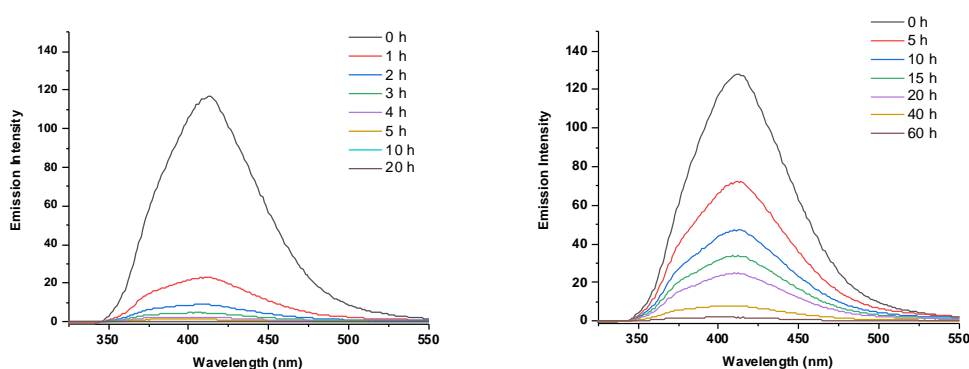 0 h
1 h
2 h
3 h
4 h
5 h
10 h
20 h
140
120
100
80
60
40
20
0
Emission Intensity
350 400 450 500 550
Wavelength (nm)
0 h
5 h
10 h
15 h
20 h
40 h
60 h
140
120
100
80
60
40
20
0
Emission Intensity
350 400 450 500 550
Wavelength (nm)